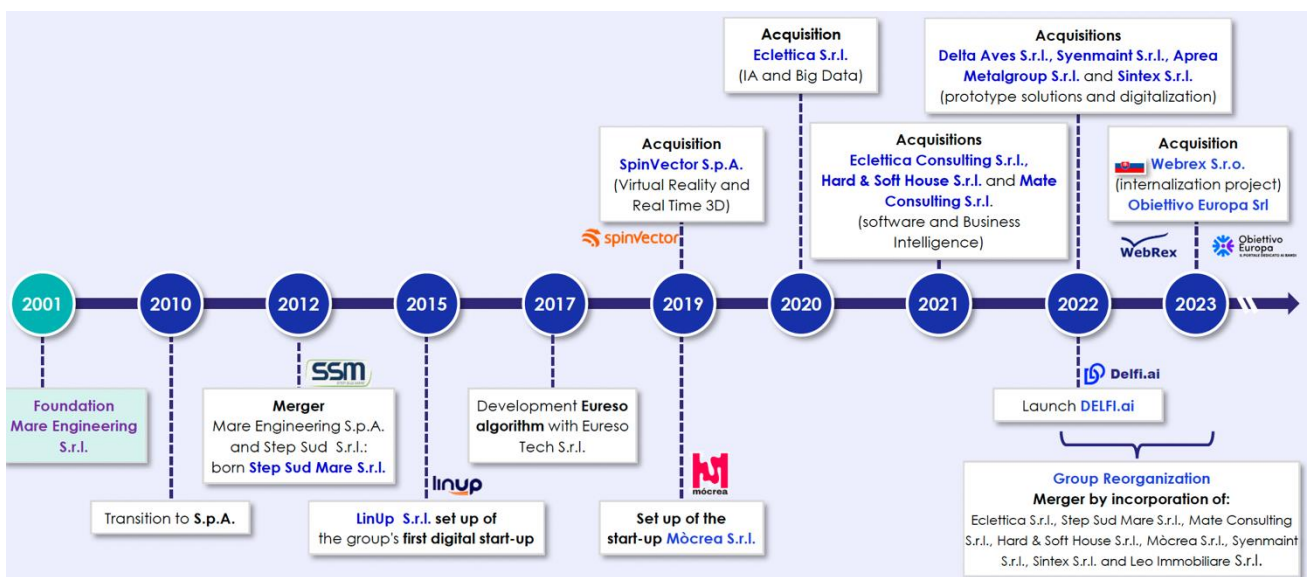 Acquisition
Eclettica S.r.l.
(IA and Big Data)
Acquisitions
Delta Aves S.r.l., Syenmaint S.r.l., Aprea
Metalgroup S.r.l. and Sintex S.r.l.
(prototype solutions and digitalization)
Acquisition
SpinVector S.p.A.
(Virtual Reality and
Real Time 3D)
spinVector
Acquisitions
Eclettica Consulting S.r.l.,
Hard & Soft House S.r.l. and Mate
Consulting S.r.l.
(software and Business
Intelligence)
Acquisition
Webrex S.r.o.
(internalization project)
Obiettivo Europa Srl
WebRex
Obiettivo
Europa
IL PORTALE DEDICATO AI BANDI
2001
2010
2012
2015
2017
2019
2020
2021
2022
2023
Foundation
Mare Engineering
S.r.l.
Transition to S.p.A.
SSM
Merger
Mare Engineering S.p.A.
and Step Sud S.r.l.:
born Step Sud Mare S.r.l.
linup
LinUp S.r.l. set up of
the group's first digital start-up
Development Eureso
algorithm with Eureso
Tech S.r.l.
mòcrea
Set up of the
start-up Mòcrea S.r.l.
Delfi.ai
Launch DELFI.ai
Group Reorganization
Merger by incorporation of:
Eclettica S.r.l., Step Sud Mare S.r.l., Mate Consulting
S.r.l., Hard & Soft House S.r.l., Mòcrea S.r.l., Syenmaint
S.r.l., Sintex S.r.l. and Leo Immobiliare S.r.l.